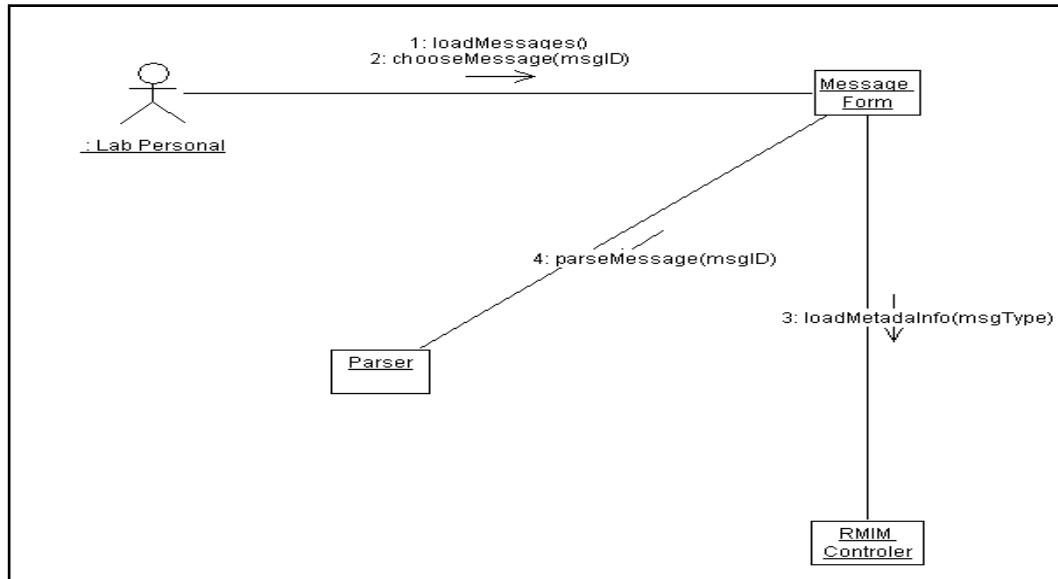 1: loadMessages()
2: chooseMessage(msgID)
Message
Form
: Lab Personal
4: parseMessage(msgID)
3: loadMetadaInfo(msgType)
Parser
RMIM
Controler